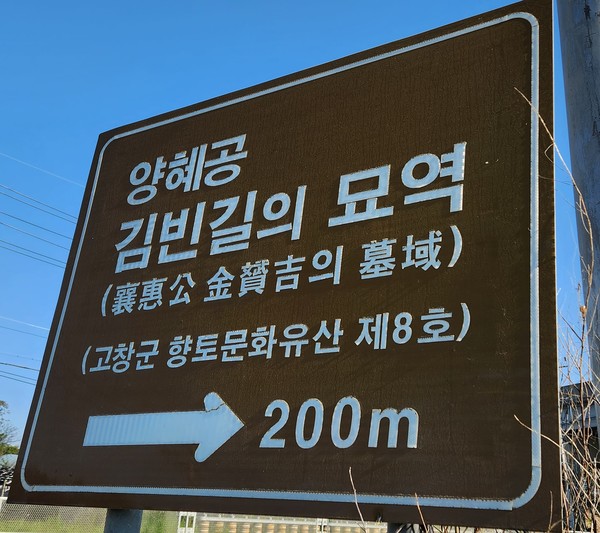 양혜공
김빈길의 묘역
(襄惠公 金贇吉의 墓域)
(고창군 향토문화유산 제8호)
200m